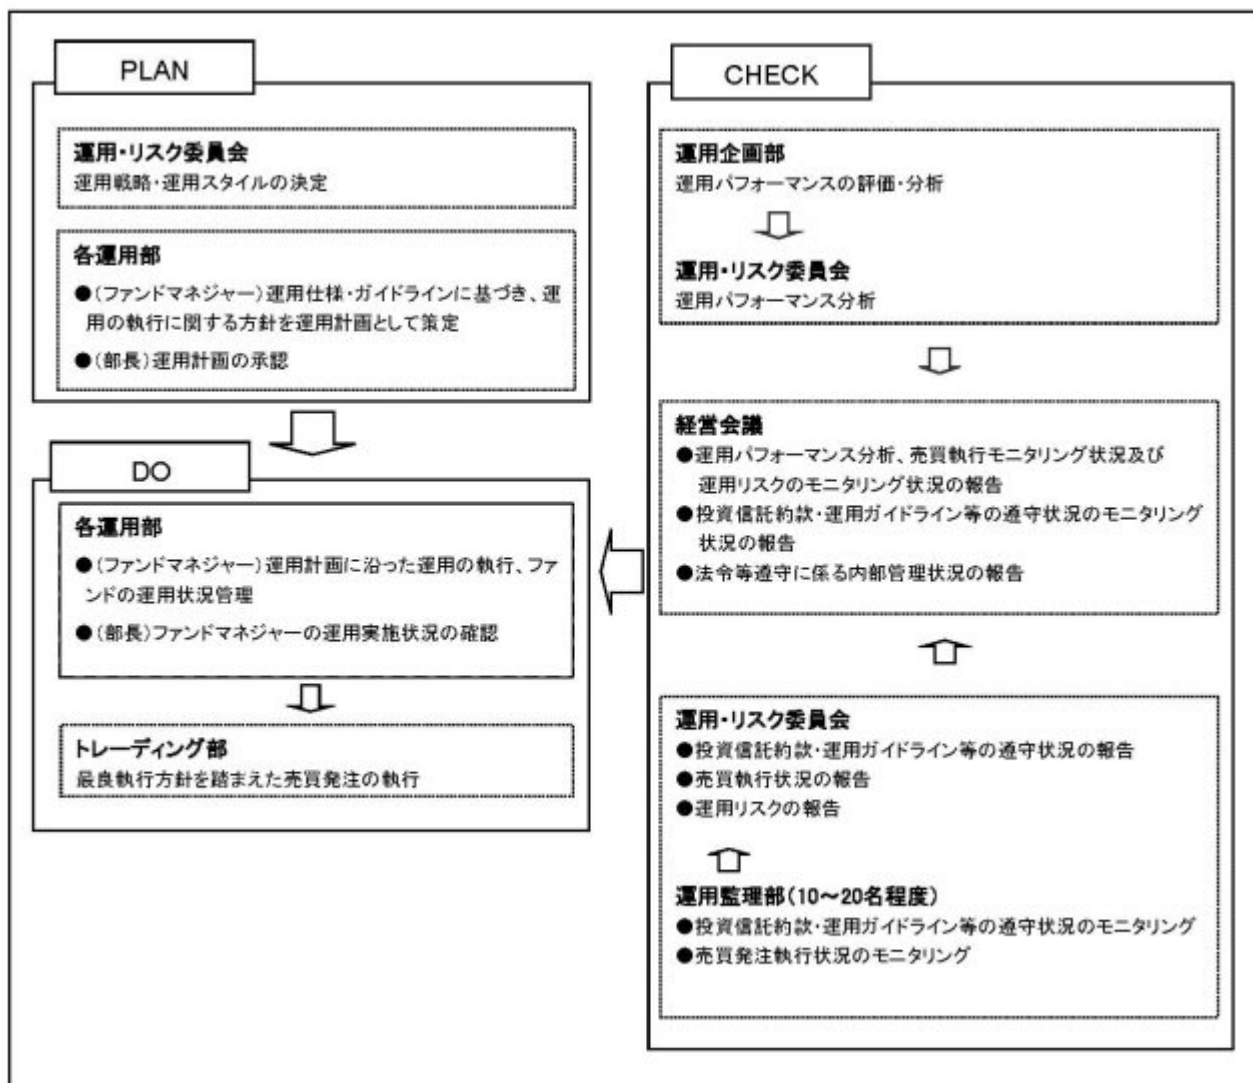 PLAN
運用・リスク委員会
運用戦略・運用スタイルの決定
各運用部
●(ファンドマネジャー)運用仕様・ガイドラインに基づき、運
用の執行に関する方針を運用計画として策定
●(部長)運用計画の承認
DO
各運用部
●(ファンドマネジャー)運用計画に沿った運用の執行、ファ
ンドの運用状況管理
●(部長)ファンドマネジャーの運用実施状況の確認
トレーディング部
最良執行方針を踏まえた売買発注の執行
CHECK
運用企画部
運用パフォーマンスの評価・分析
運用・リスク委員会
運用パフォーマンス分析
経営会議
●運用パフォーマンス分析、売買執行モニタリング状況及び
運用リスクのモニタリング状況の報告
●投資信託約款・運用ガイドライン等の遵守状況のモニタリング
状況の報告
●法令等遵守に係る内部管理状況の報告
運用・リスク委員会
●投資信託約款・運用ガイドライン等の遵守状況の報告
●売買執行状況の報告
●運用リスクの報告
運用監理部(10～20名程度)
●投資信託約款・運用ガイドライン等の遵守状況のモニタリング
●売買発注執行状況のモニタリング